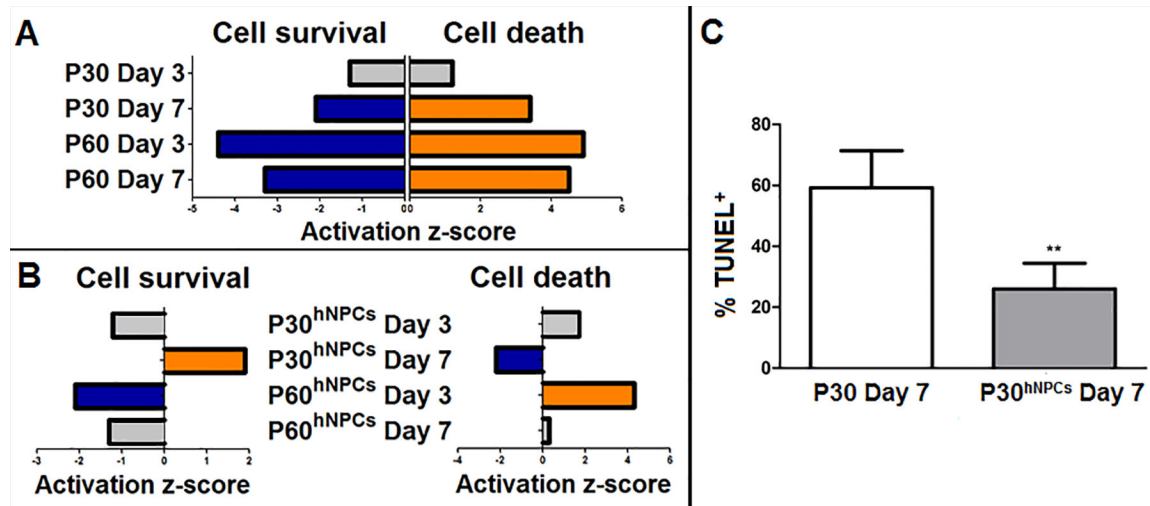 A
Cell survival Cell death
P30 Day 3
P30 Day 7
P60 Day 3
P60 Day 7
-5 -4 -3 -2 -1 0 0 2 4 6
Activation z-score
B
Cell survival Cell death
P30hNPCs Day 3
P30hNPCs Day 7
P60hNPCs Day 3
P60hNPCs Day 7
-3 -2 -1 0 1 2 -4 -2 0 2 4 6
Activation z-score Activation z-score
C
% TUNEL+
80
60
40
20
0
**
P30 Day 7 P30hNPCs Day 7